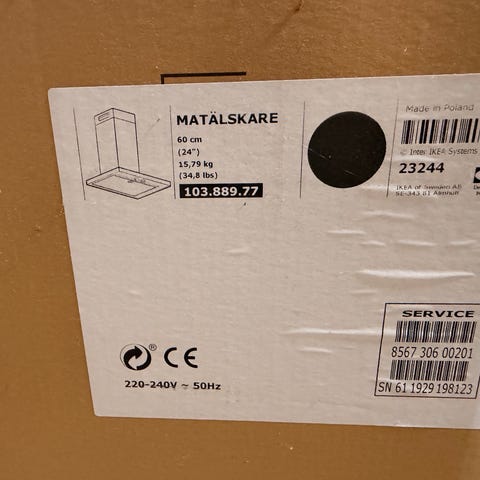 MATÄLSKARE
60 cm
(24")
15,79 kg
(34,8 lbs)
103.889.77
Made in Poland
© Inter IKEA Systems
23244
IKEA of Sweden AB
SE-343 81 Älmhult
SERVICE
8567 306 00201
SN 61 1929 198123
CE
220-240V ~ 50Hz